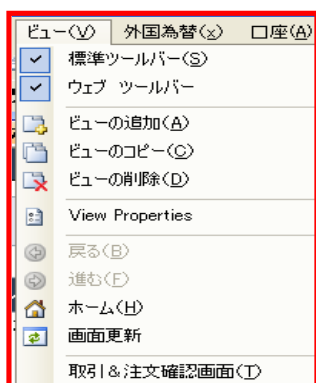 ビュー(V) 外国為替(x) 口座(A)
標準ツールバー(S)
ウェブ ツールバー
ビューの追加(A)
ビューのコピー(C)
ビューの削除(D)
View Properties
戻る(B)
進む(F)
ホーム(H)
画面更新
取引&注文確認画面(T)